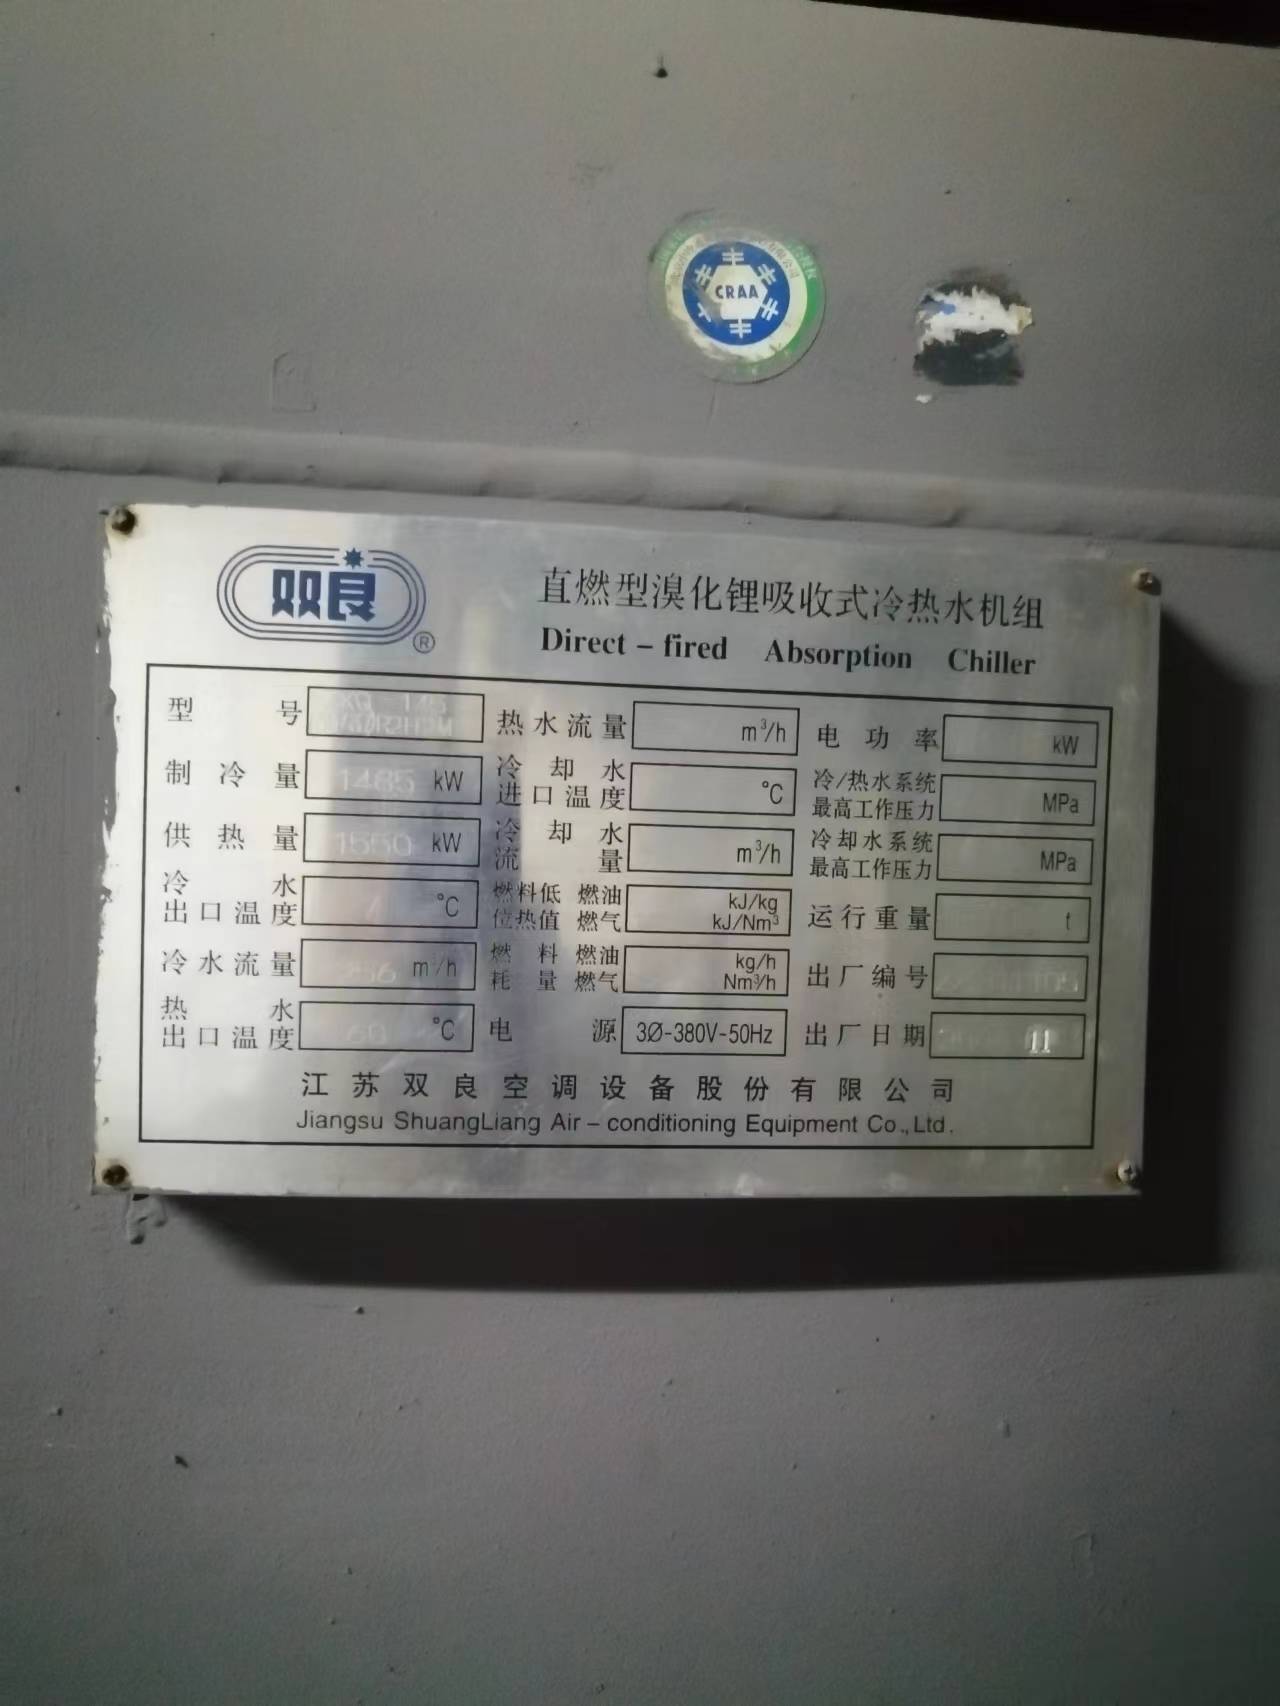 CRAA
双良
®
直燃型溴化锂吸收式冷热水机组
Direct – fired Absorption Chiller
型号
热水流量 m³/h
电功率 kW
制冷量 1485 kW
冷却水进口温度 ℃
冷/热水系统最高工作压力 MPa
供热量 1550 kW
冷却水流量 m³/h
冷却水系统最高工作压力 MPa
冷水出口温度 ℃
燃料低位热值 燃油 kJ/kg 燃气 kJ/Nm³
运行重量 t
冷水流量 m³/h
燃料耗量 燃油 kg/h 燃气 Nm³/h
出厂编号
热水出口温度 60 ℃
电源 3Ø-380V-50Hz
出厂日期 11
江苏双良空调设备股份有限公司
Jiangsu ShuangLiang Air – conditioning Equipment Co., Ltd.